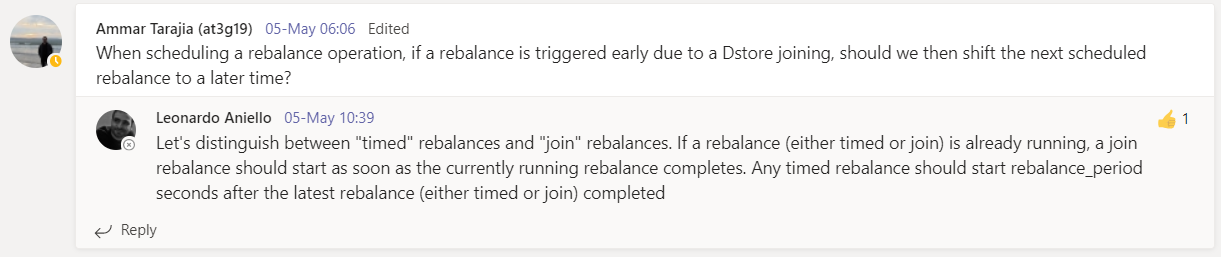 Ammar Tarajia (at3g19) 05-May 06:06 Edited
When scheduling a rebalance operation, if a rebalance is triggered early due to a Dstore joining, should we then shift the next scheduled
rebalance to a later time?
Leonardo Aniello 05-May 10:39
👍 1
Let's distinguish between "timed" rebalances and "join" rebalances. If a rebalance (either timed or join) is already running, a join
rebalance should start as soon as the currently running rebalance completes. Any timed rebalance should start rebalance_period
seconds after the latest rebalance (either timed or join) completed
Reply